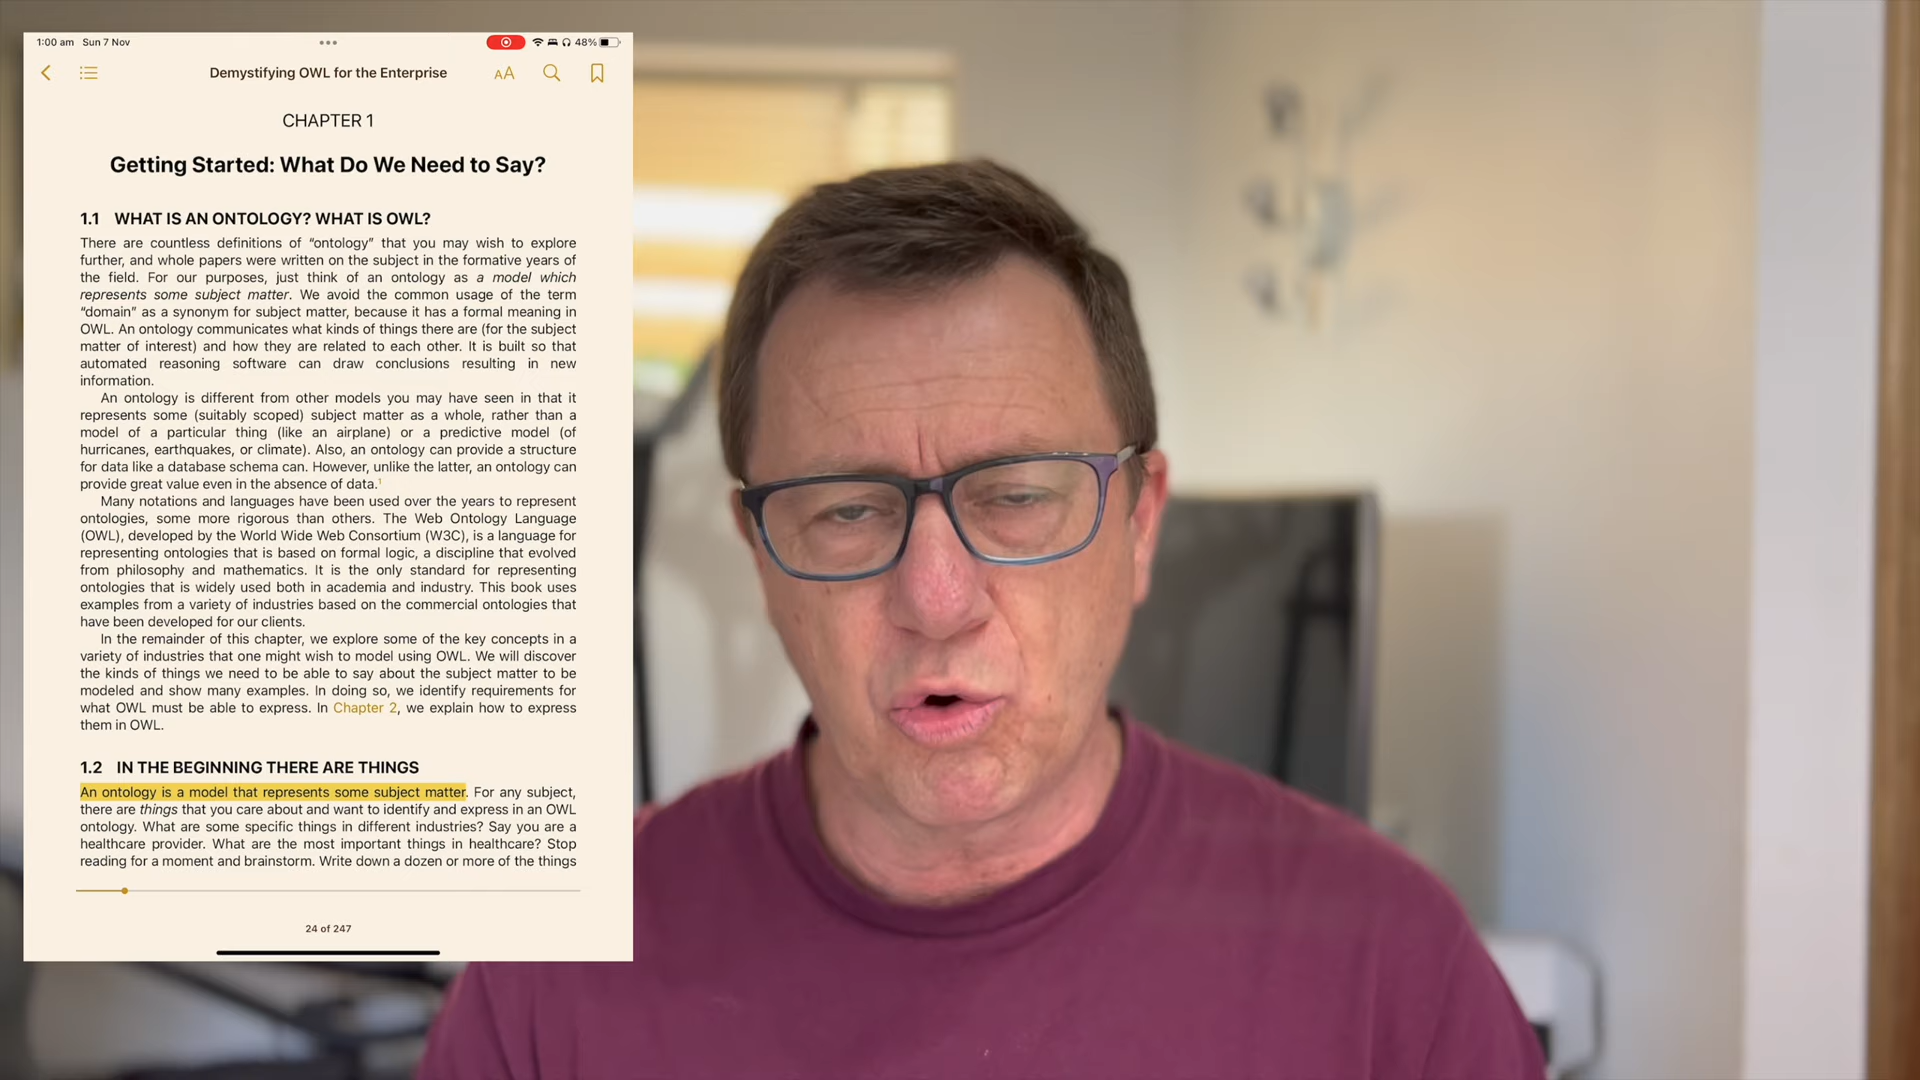 1:00 am Sun 7 Nov
48%
Demystifying OWL for the Enterprise
AA
CHAPTER 1
Getting Started: What Do We Need to Say?
1.1 WHAT IS AN ONTOLOGY? WHAT IS OWL?
There are countless definitions of “ontology” that you may wish to explore
further, and whole papers were written on the subject in the formative years of
the field. For our purposes, just think of an ontology as a model which
represents some subject matter. We avoid the common usage of the term
“domain” as a synonym for subject matter, because it has a formal meaning in
OWL. An ontology communicates what kinds of things there are (for the subject
matter of interest) and how they are related to each other. It is built so that
automated reasoning software can draw conclusions resulting in new
information.
An ontology is different from other models you may have seen in that it
represents some (suitably scoped) subject matter as a whole, rather than a
model of a particular thing (like an airplane) or a predictive model (of
hurricanes, earthquakes, or climate). Also, an ontology can provide a structure
for data like a database schema can. However, unlike the latter, an ontology can
provide great value even in the absence of data.1
Many notations and languages have been used over the years to represent
ontologies, some more rigorous than others. The Web Ontology Language
(OWL), developed by the World Wide Web Consortium (W3C), is a language for
representing ontologies that is based on formal logic, a discipline that evolved
from philosophy and mathematics. It is the only standard for representing
ontologies that is widely used both in academia and industry. This book uses
examples from a variety of industries based on the commercial ontologies that
have been developed for our clients.
In the remainder of this chapter, we explore some of the key concepts in a
variety of industries that one might wish to model using OWL. We will discover
the kinds of things we need to be able to say about the subject matter to be
modeled and show many examples. In doing so, we identify requirements for
what OWL must be able to express. In Chapter 2, we explain how to express
them in OWL.
1.2 IN THE BEGINNING THERE ARE THINGS
An ontology is a model that represents some subject matter. For any subject,
there are things that you care about and want to identify and express in an OWL
ontology. What are some specific things in different industries? Say you are a
healthcare provider. What are the most important things in healthcare? Stop
reading for a moment and brainstorm. Write down a dozen or more of the things
24 of 247